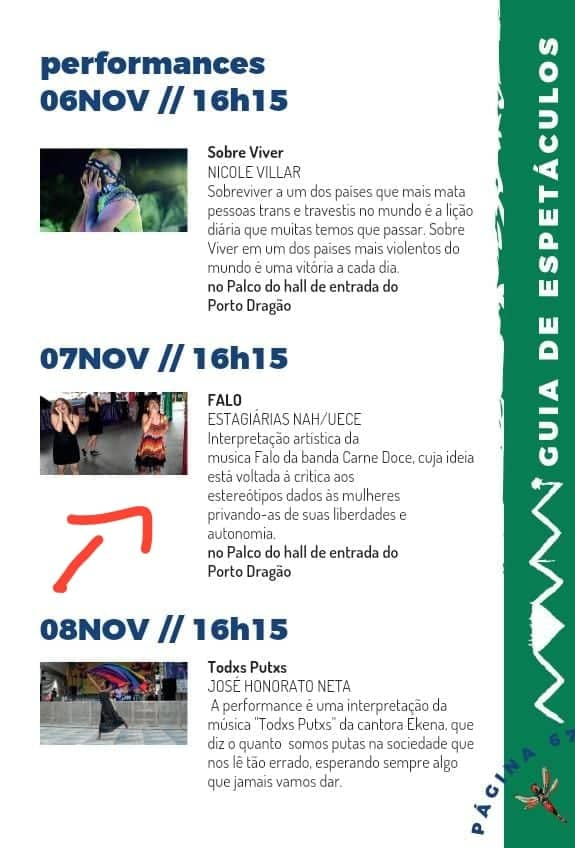 performances
06NOV // 16h15
Sobre Viver
NICOLE VILLAR
Sobreviver a um dos países que mais mata
pessoas trans e travestis no mundo é a lição
diária que muitas temos que passar. Sobre
Viver em um dos países mais violentos do
mundo é uma vitória a cada dia.
no Palco do hall de entrada do
Porto Dragão
07NOV // 16h15
FALO
ESTAGIÁRIAS NAH/UECE
Interpretação artística da
musica Falo da banda Carne Doce, cuja ideia
está voltada à crítica aos
estereótipos dados às mulheres
privando-as de suas liberdades e
autonomia.
no Palco do hall de entrada do
Porto Dragão
08NOV // 16h15
Todxs Putxs
JOSÉ HONORATO NETA
A performance é uma interpretação da
música "Todxs Putxs" da cantora Ekena, que
diz o quanto somos putas na sociedade que
nos lê tão errado, esperando sempre algo
que jamais vamos dar.
GUIA DE ESPETÁCULOS
PÁGINA 67